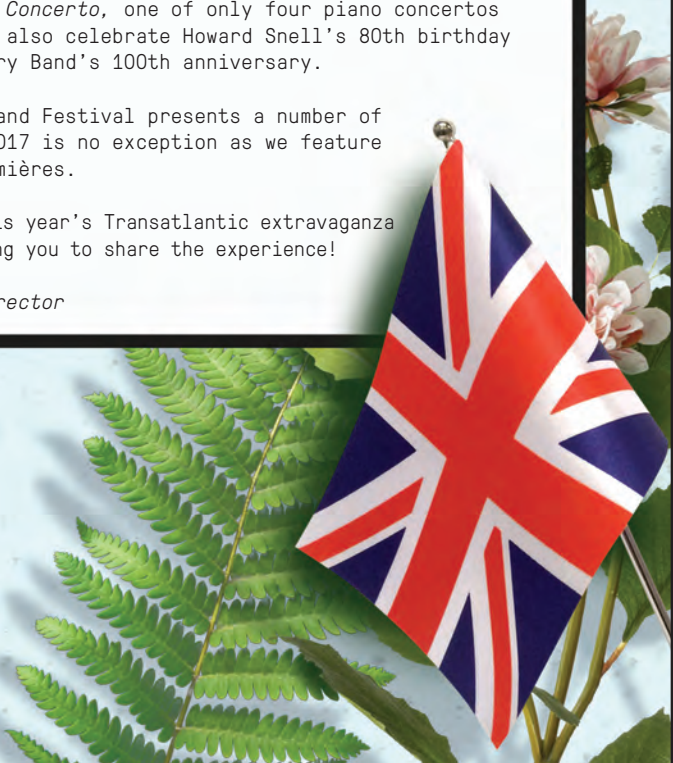 Concerto, one of only four piano concertos
also celebrate Howard Snell's 80th birthday
ry Band's 100th anniversary.
and Festival presents a number of
017 is no exception as we feature
mières.
is year's Transatlantic extravaganza
ng you to share the experience!
rector